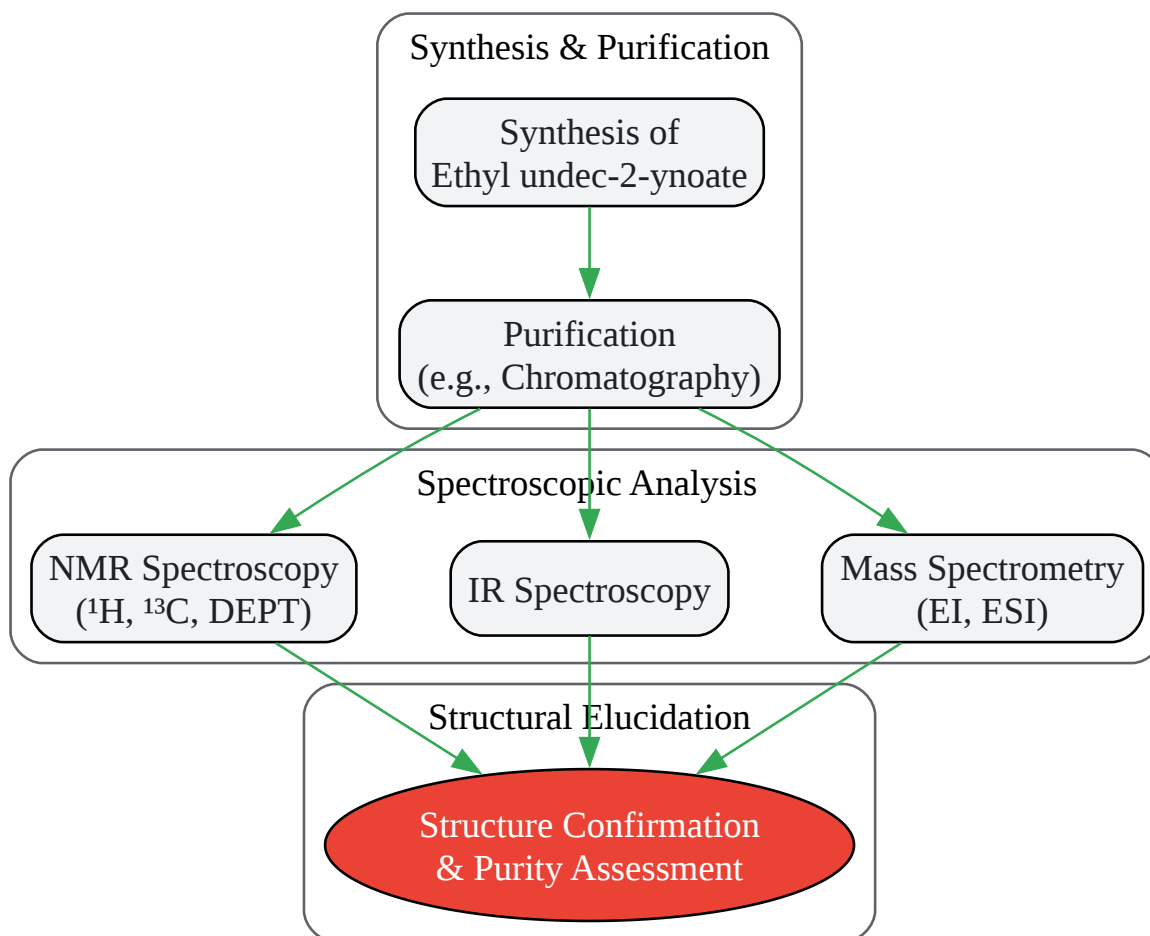 Synthesis & Purification
Synthesis of
Ethyl undec-2-ynoate
Purification
(e.g., Chromatography)
Spectroscopic Analysis
NMR Spectroscopy
(¹H, ¹³C, DEPT)
IR Spectroscopy
Mass Spectrometry
(EI, ESI)
Structural Elucidation
Structure Confirmation
& Purity Assessment